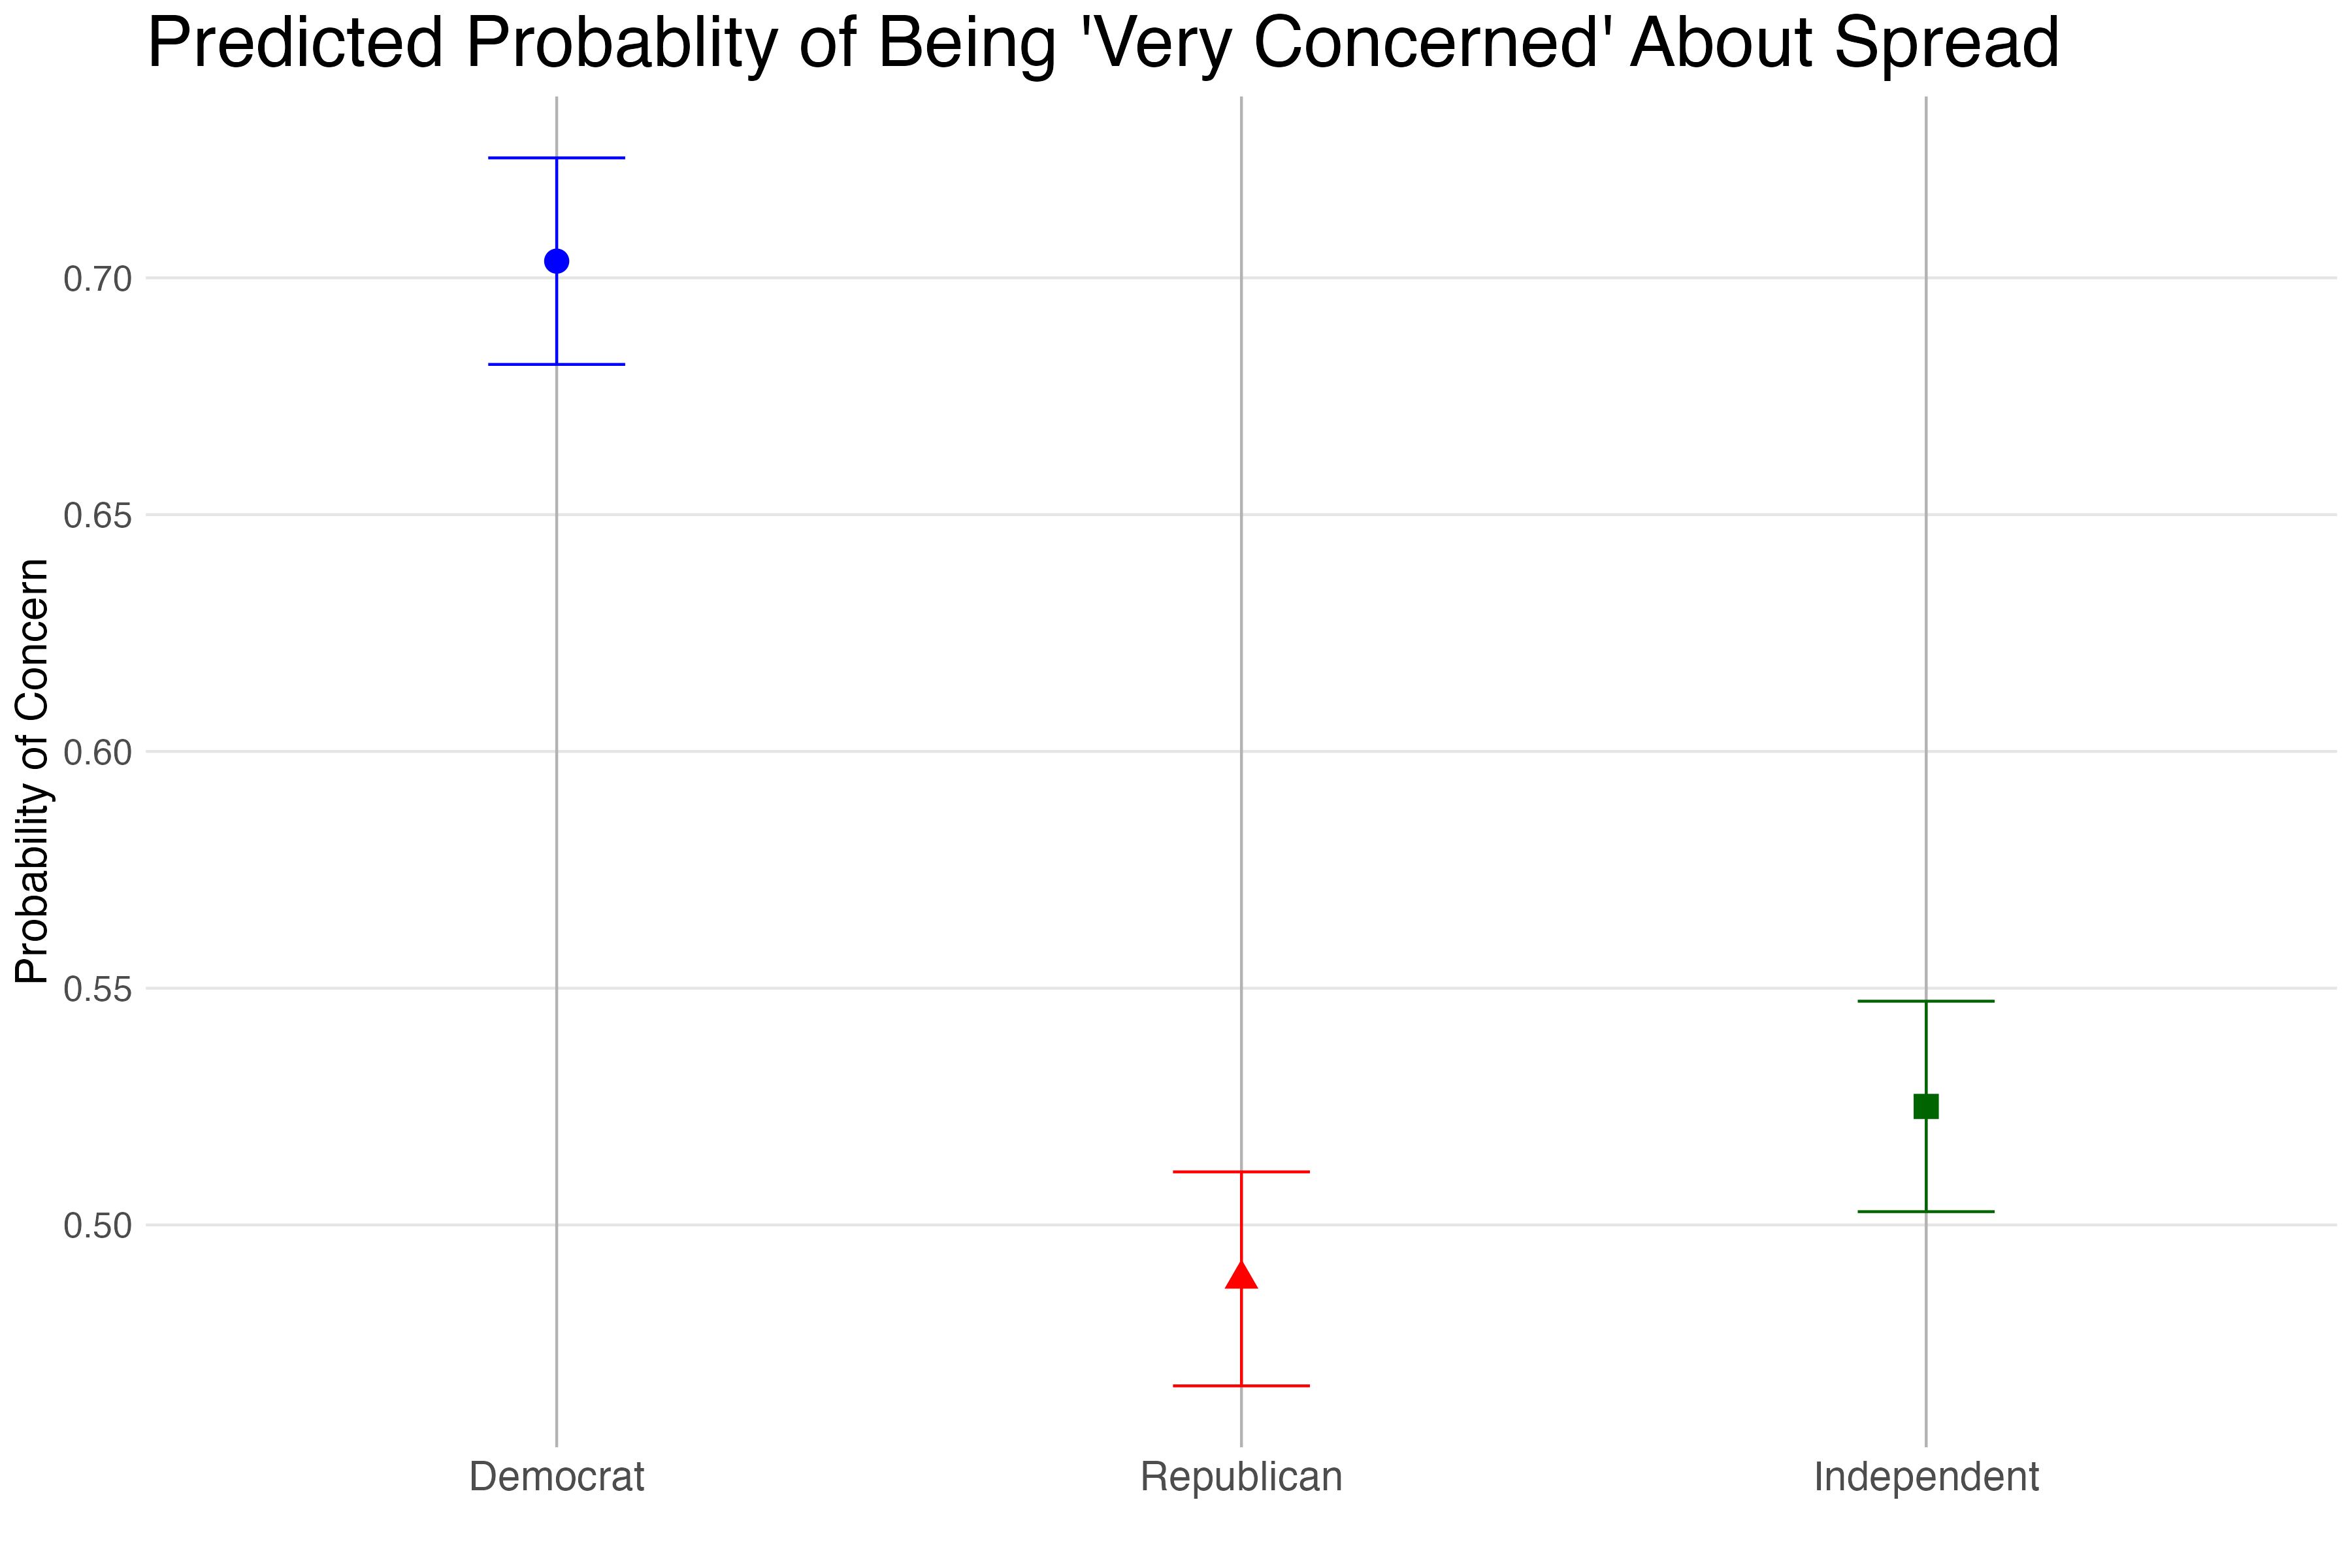 Predicted Probablity of Being 'Very Concerned' About Spread
Probability of Concern
0.70
0.65
0.60
0.55
0.50
Democrat
Republican
Independent